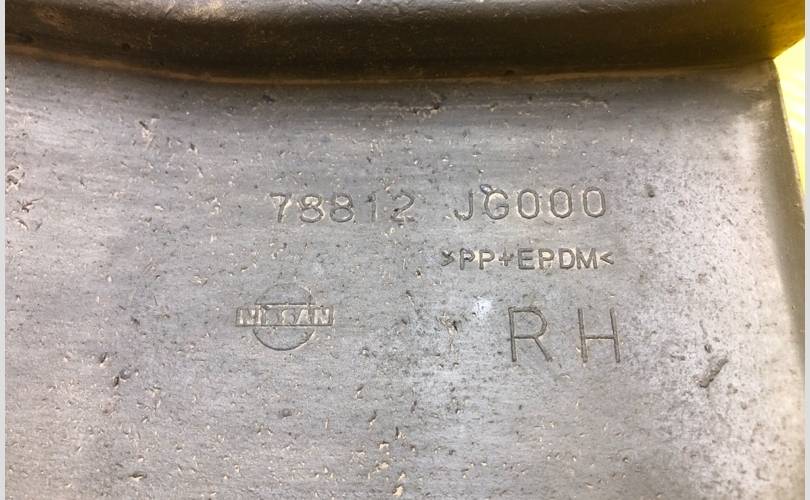 78812 JG000
>PP+EPDM<
NISSAN
RH